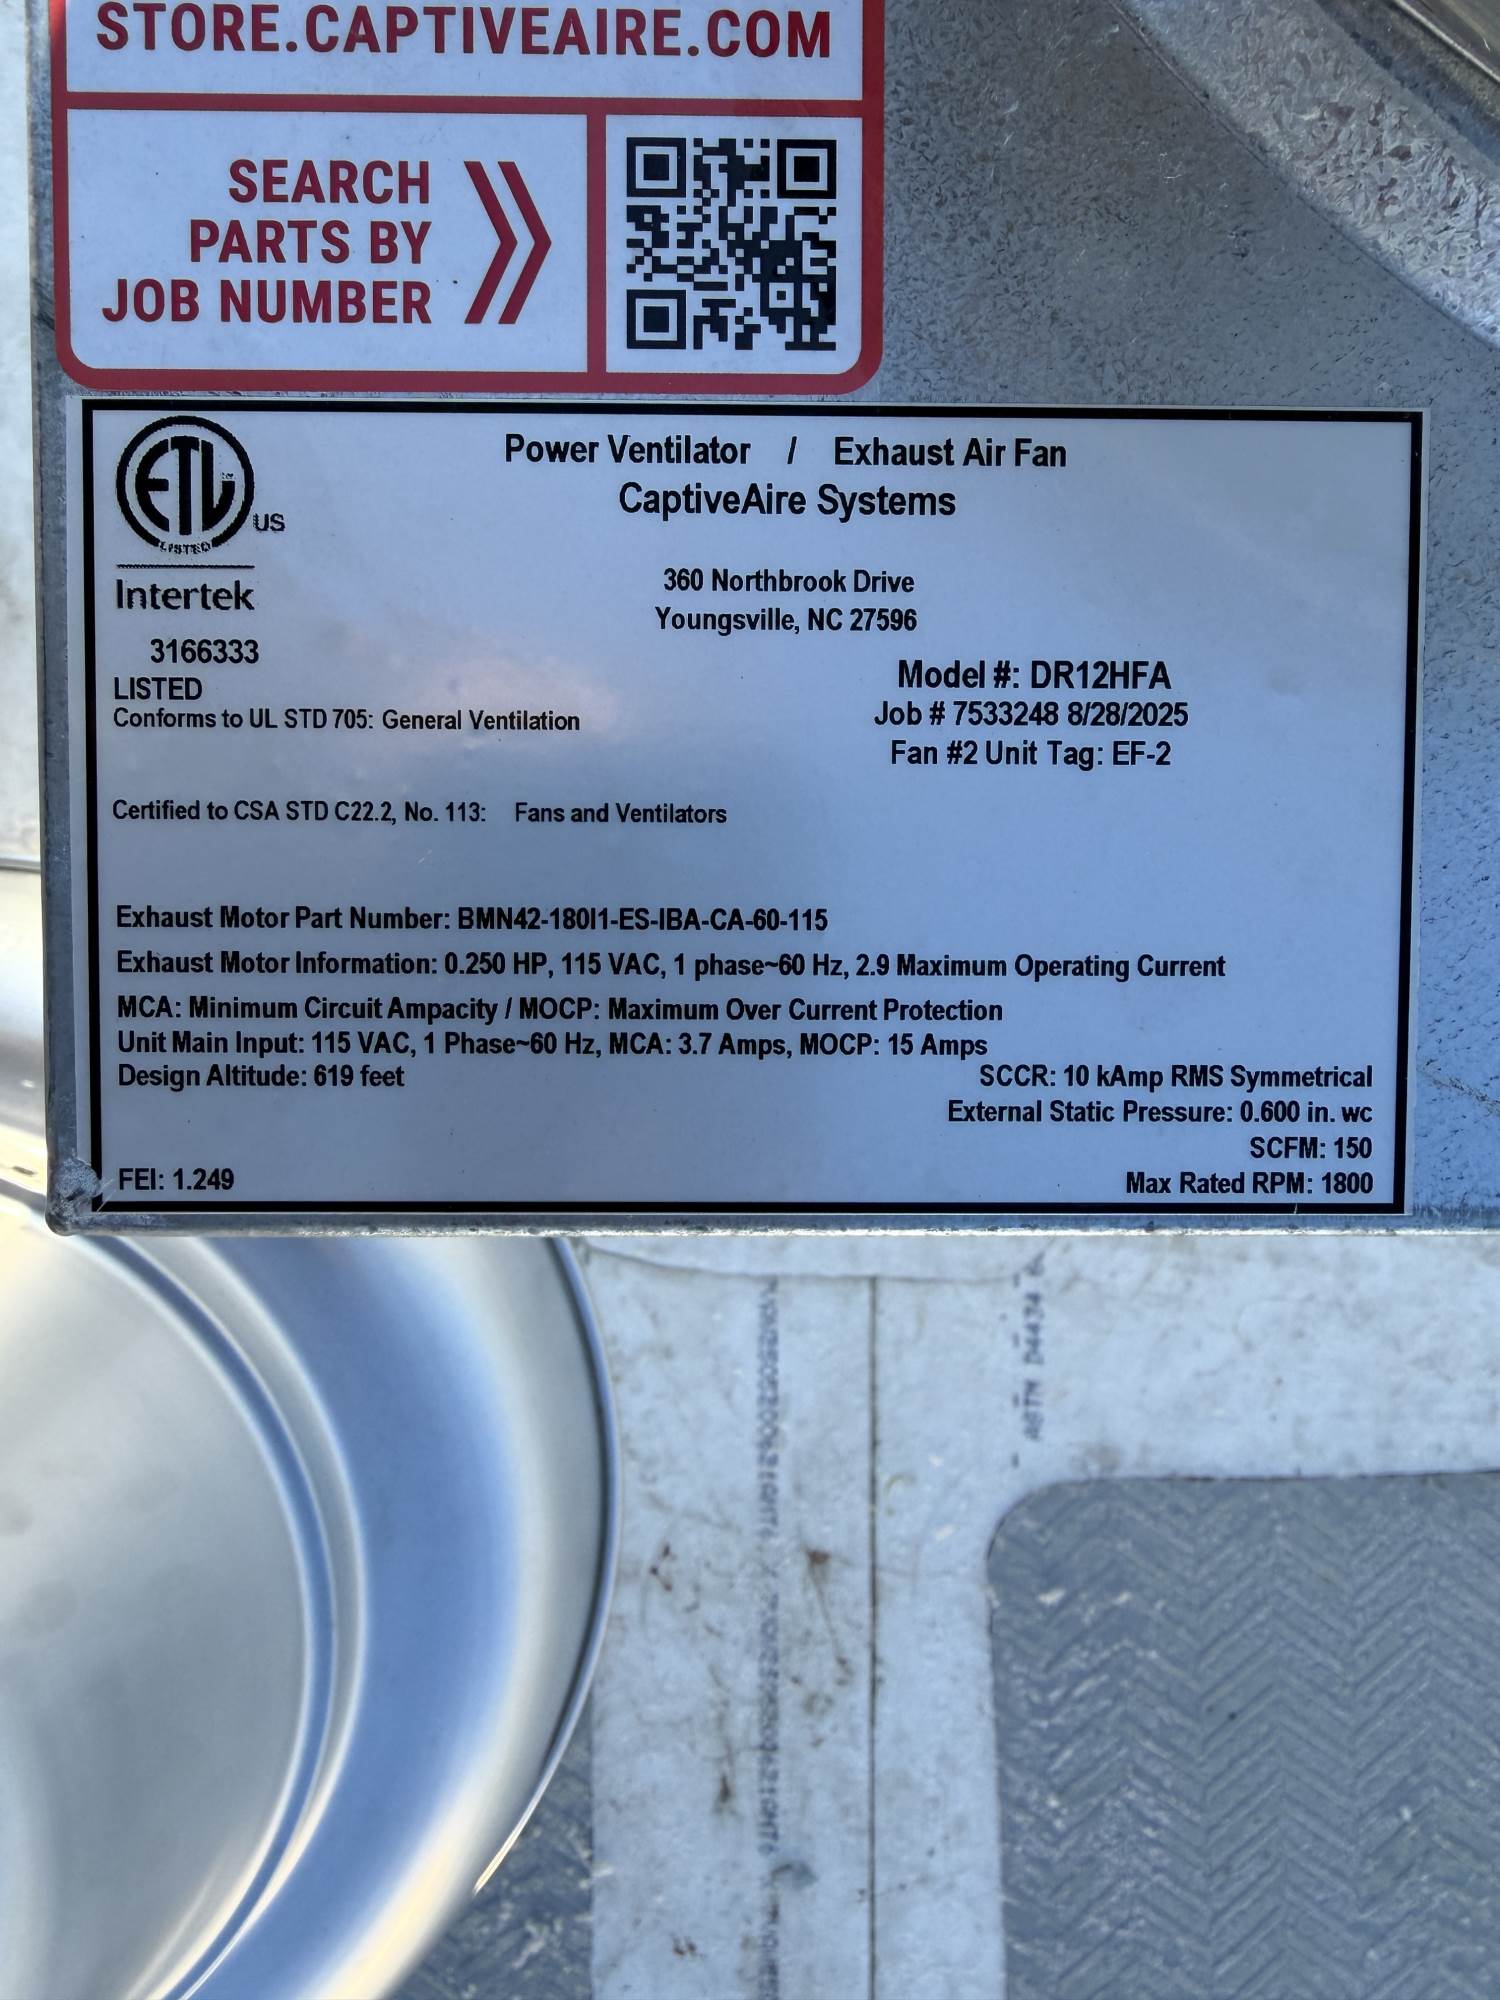 STORE.CAPTIVEAIRE.COM
SEARCH
PARTS BY
JOB NUMBER
ETL
LISTED
US
Intertek
3166333
LISTED
Conforms to UL STD 705: General Ventilation
Certified to CSA STD C22.2, No. 113: Fans and Ventilators
Power Ventilator / Exhaust Air Fan
CaptiveAire Systems
360 Northbrook Drive
Youngsville, NC 27596
Model #: DR12HFA
Job # 7533248 8/28/2025
Fan #2 Unit Tag: EF-2
Exhaust Motor Part Number: BMN42-180I1-ES-IBA-CA-60-115
Exhaust Motor Information: 0.250 HP, 115 VAC, 1 phase~60 Hz, 2.9 Maximum Operating Current
MCA: Minimum Circuit Ampacity / MOCP: Maximum Over Current Protection
Unit Main Input: 115 VAC, 1 Phase~60 Hz, MCA: 3.7 Amps, MOCP: 15 Amps
Design Altitude: 619 feet
SCCR: 10 kAmp RMS Symmetrical
External Static Pressure: 0.600 in. wc
SCFM: 150
FEI: 1.249
Max Rated RPM: 1800
ASTM D4434